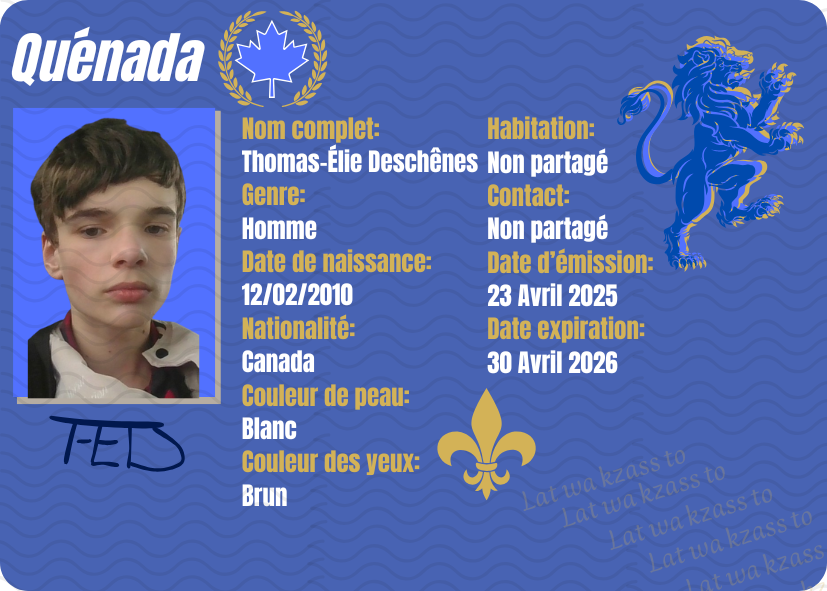 Quénada
Nom complet:
Thomas-Élie Deschênes
Genre:
Homme
Date de naissance:
12/02/2010
Nationalité:
Canada
Couleur de peau:
Blanc
Couleur des yeux:
Brun
Habitation:
Non partagé
Contact:
Non partagé
Date d'émission:
23 Avril 2025
Date expiration:
30 Avril 2026
TED
Lat wa kzass to
Lat wa kzass to
Lat wa kzass to
Lat wa kzass to
Lat wa kzass